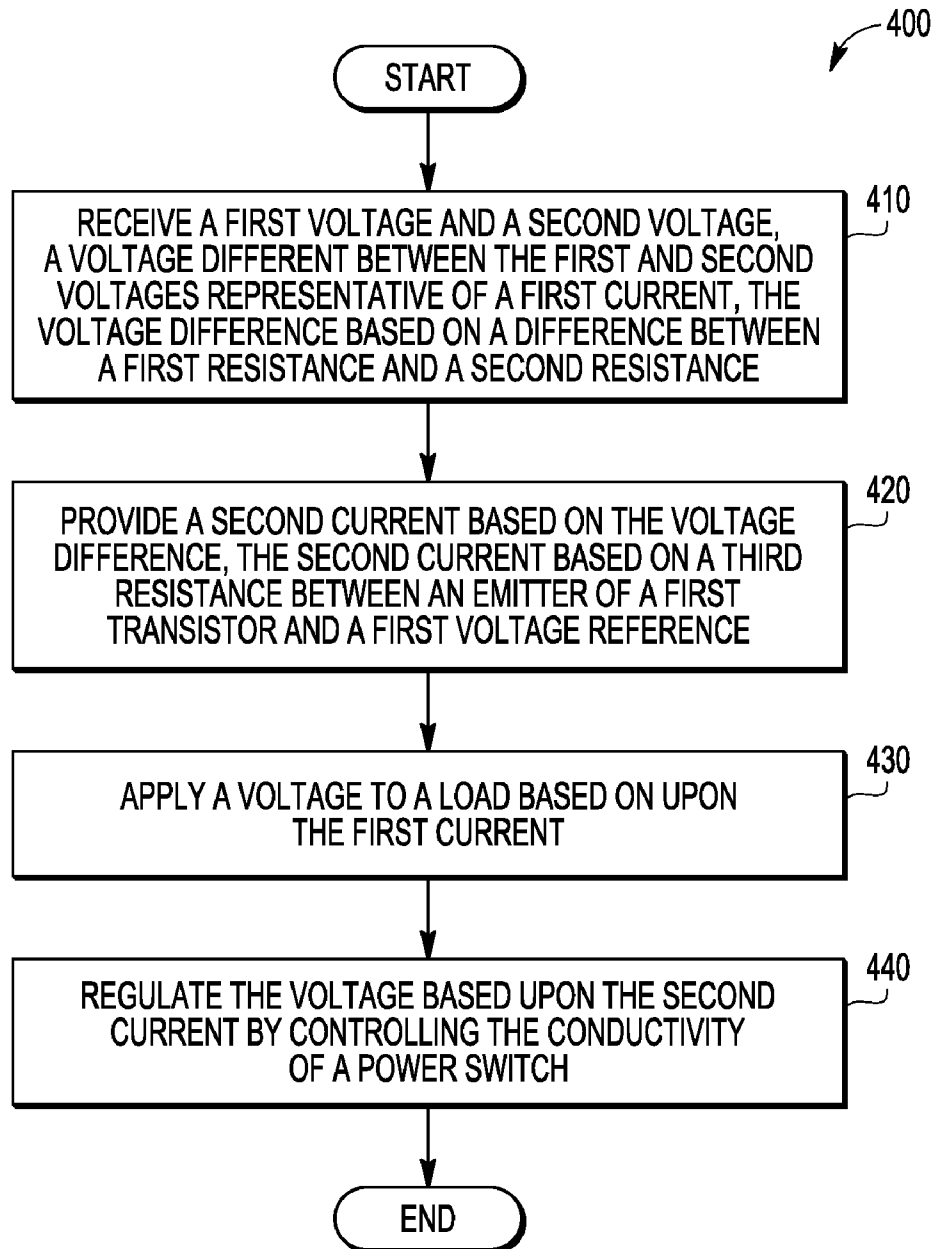 400
START
410
RECEIVE A FIRST VOLTAGE AND A SECOND VOLTAGE,
A VOLTAGE DIFFERENT BETWEEN THE FIRST AND SECOND
VOLTAGES REPRESENTATIVE OF A FIRST CURRENT, THE
VOLTAGE DIFFERENCE BASED ON A DIFFERENCE BETWEEN
A FIRST RESISTANCE AND A SECOND RESISTANCE
420
PROVIDE A SECOND CURRENT BASED ON THE VOLTAGE
DIFFERENCE, THE SECOND CURRENT BASED ON A THIRD
RESISTANCE BETWEEN AN EMITTER OF A FIRST
TRANSISTOR AND A FIRST VOLTAGE REFERENCE
430
APPLY A VOLTAGE TO A LOAD BASED ON UPON
THE FIRST CURRENT
440
REGULATE THE VOLTAGE BASED UPON THE SECOND
CURRENT BY CONTROLLING THE CONDUCTIVITY
OF A POWER SWITCH
END